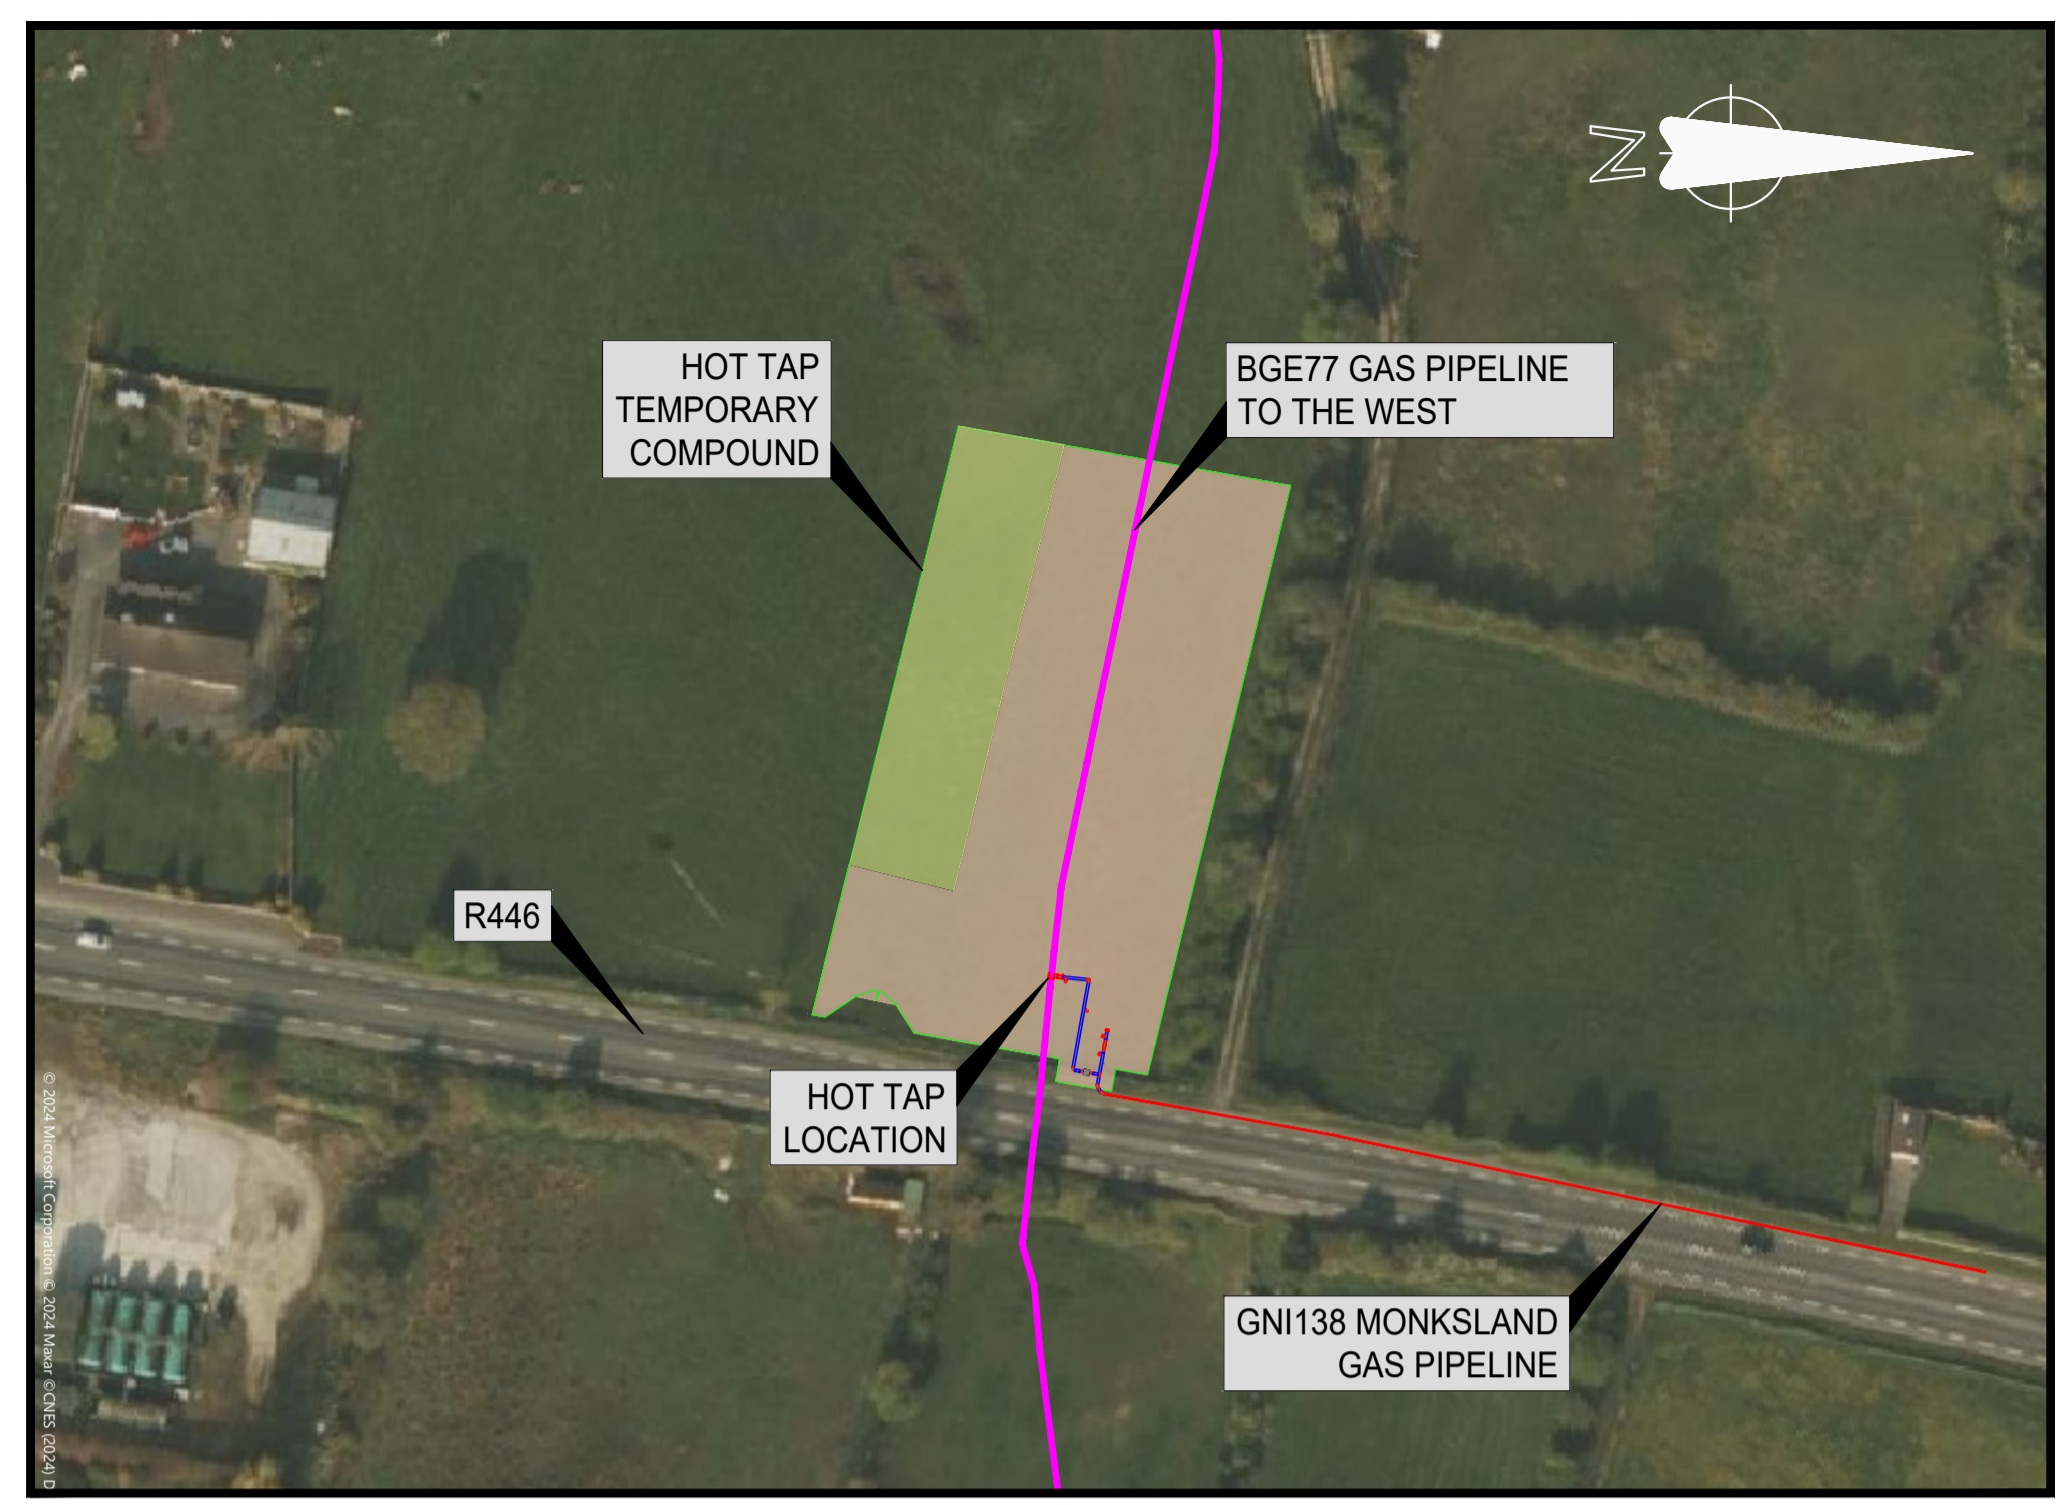 N
HOT TAP
TEMPORARY
COMPOUND
BGE77 GAS PIPELINE
TO THE WEST
R446
HOT TAP
LOCATION
GNI138 MONKSLAND
GAS PIPELINE
© 2024 Microsoft Corporation © 2024 Maxar ©CNES (2024) D